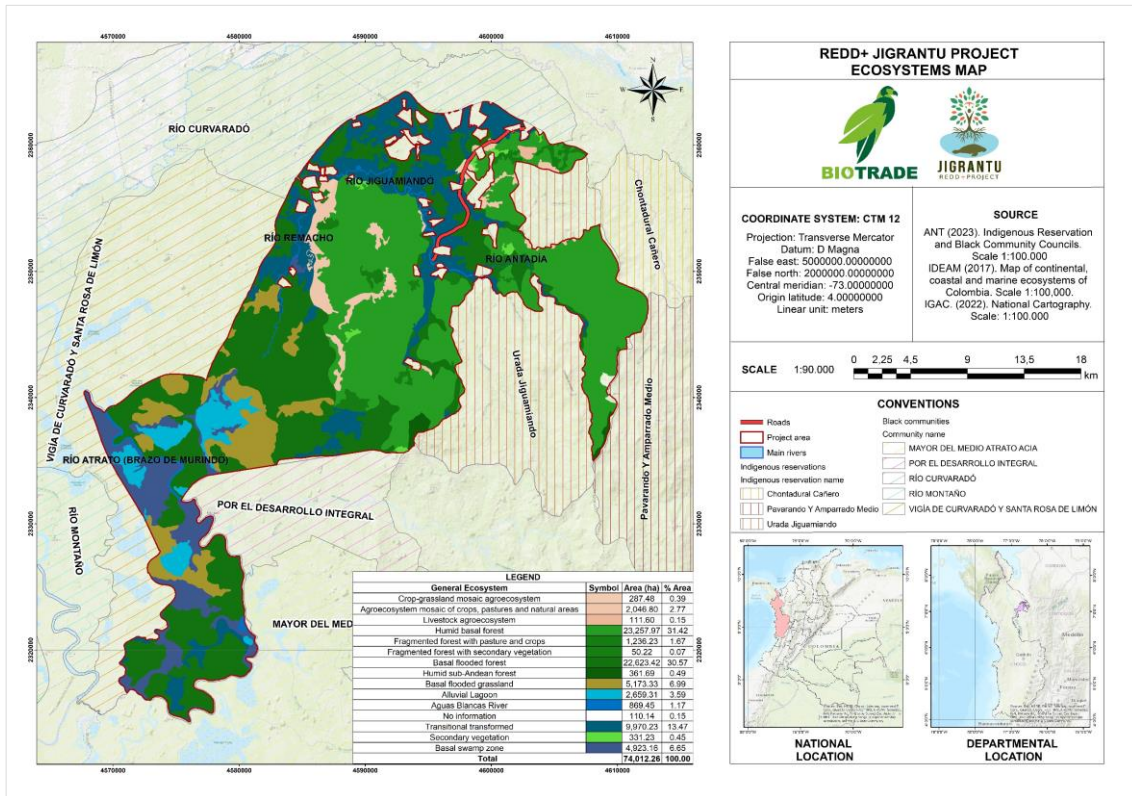 4570000 4580000 4590000 4600000 4610000
2360000
2350000
2340000
2330000
2320000
RÍO CURVARADÓ
RÍO JIGUAMIANDÓ
RÍO REMACHO
RÍO ANTADÍA
Chontadural Cañero
VIGÍA DE CURVARADÓ Y SANTA ROSA DE LIMÓN
Urada Jiguamiando
Pavarando Y Amparrado Medio
RÍO ATRATO (BRAZO DE MURINDÓ)
POR EL DESARROLLO INTEGRAL
RÍO MONTAÑO
MAYOR DEL MED
N
W E
S
2360000
2350000
2340000
2330000
2320000
LEGEND
General Ecosystem Symbol Area (ha) % Area
Crop-grassland mosaic agroecosystem 287.48 0.39
Agroecosystem mosaic of crops, pastures and natural areas 2,046.80 2.77
Livestock agroecosystem 111.60 0.15
Humid basal forest 23,257.97 31.42
Fragmented forest with pasture and crops 1,236.23 1.67
Fragmented forest with secondary vegetation 50.22 0.07
Basal flooded forest 22,623.42 30.57
Humid sub-Andean forest 361.69 0.49
Basal flooded grassland 5,173.33 6.99
Alluvial Lagoon 2,659.31 3.59
Aguas Blancas River 869.45 1.17
No information 110.14 0.15
Transitional transformed 9,970.23 13.47
Secondary vegetation 331.23 0.45
Basal swamp zone 4,923.16 6.65
Total 74,012.26 100.00
4570000 4580000 4590000 4600000 4610000
REDD+ JIGRANTU PROJECT
ECOSYSTEMS MAP
BIOTRADE
JIGRANTU
REDD+PROJECT
COORDINATE SYSTEM: CTM 12
Projection: Transverse Mercator
Datum: D Magna
False east: 5000000.00000000
False north: 2000000.00000000
Central meridian: -73.00000000
Origin latitude: 4.00000000
Linear unit: meters
SOURCE
ANT (2023). Indigenous Reservation
and Black Community Councils.
Scale 1:100.000
IDEAM (2017). Map of continental,
coastal and marine ecosystems of
Colombia. Scale 1:100,000.
IGAC. (2022). National Cartography.
Scale: 1:100.000
SCALE 1:90.000
0 2,25 4,5 9 13,5 18
km
CONVENTIONS
Roads
Project area
Main rivers
Indigenous reservations
Indigenous reservation name
Chontadural Cañero
Pavarando Y Amparrado Medio
Urada Jiguamiando
Black communities
Community name
MAYOR DEL MEDIO ATRATO ACIA
POR EL DESARROLLO INTEGRAL
RÍO CURVARADÓ
RÍO MONTAÑO
VIGÍA DE CURVARADÓ Y SANTA ROSA DE LIMÓN
COLOMBIA
NATIONAL
LOCATION
DEPARTMENTAL
LOCATION